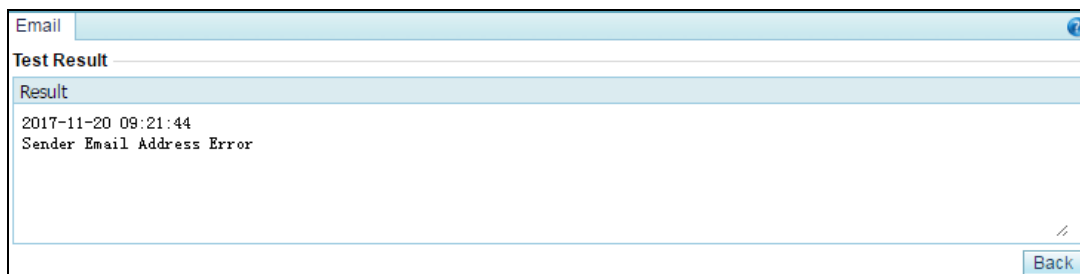 Email
?
Test Result
Result
2017-11-20 09:21:44
Sender Email Address Error
Back